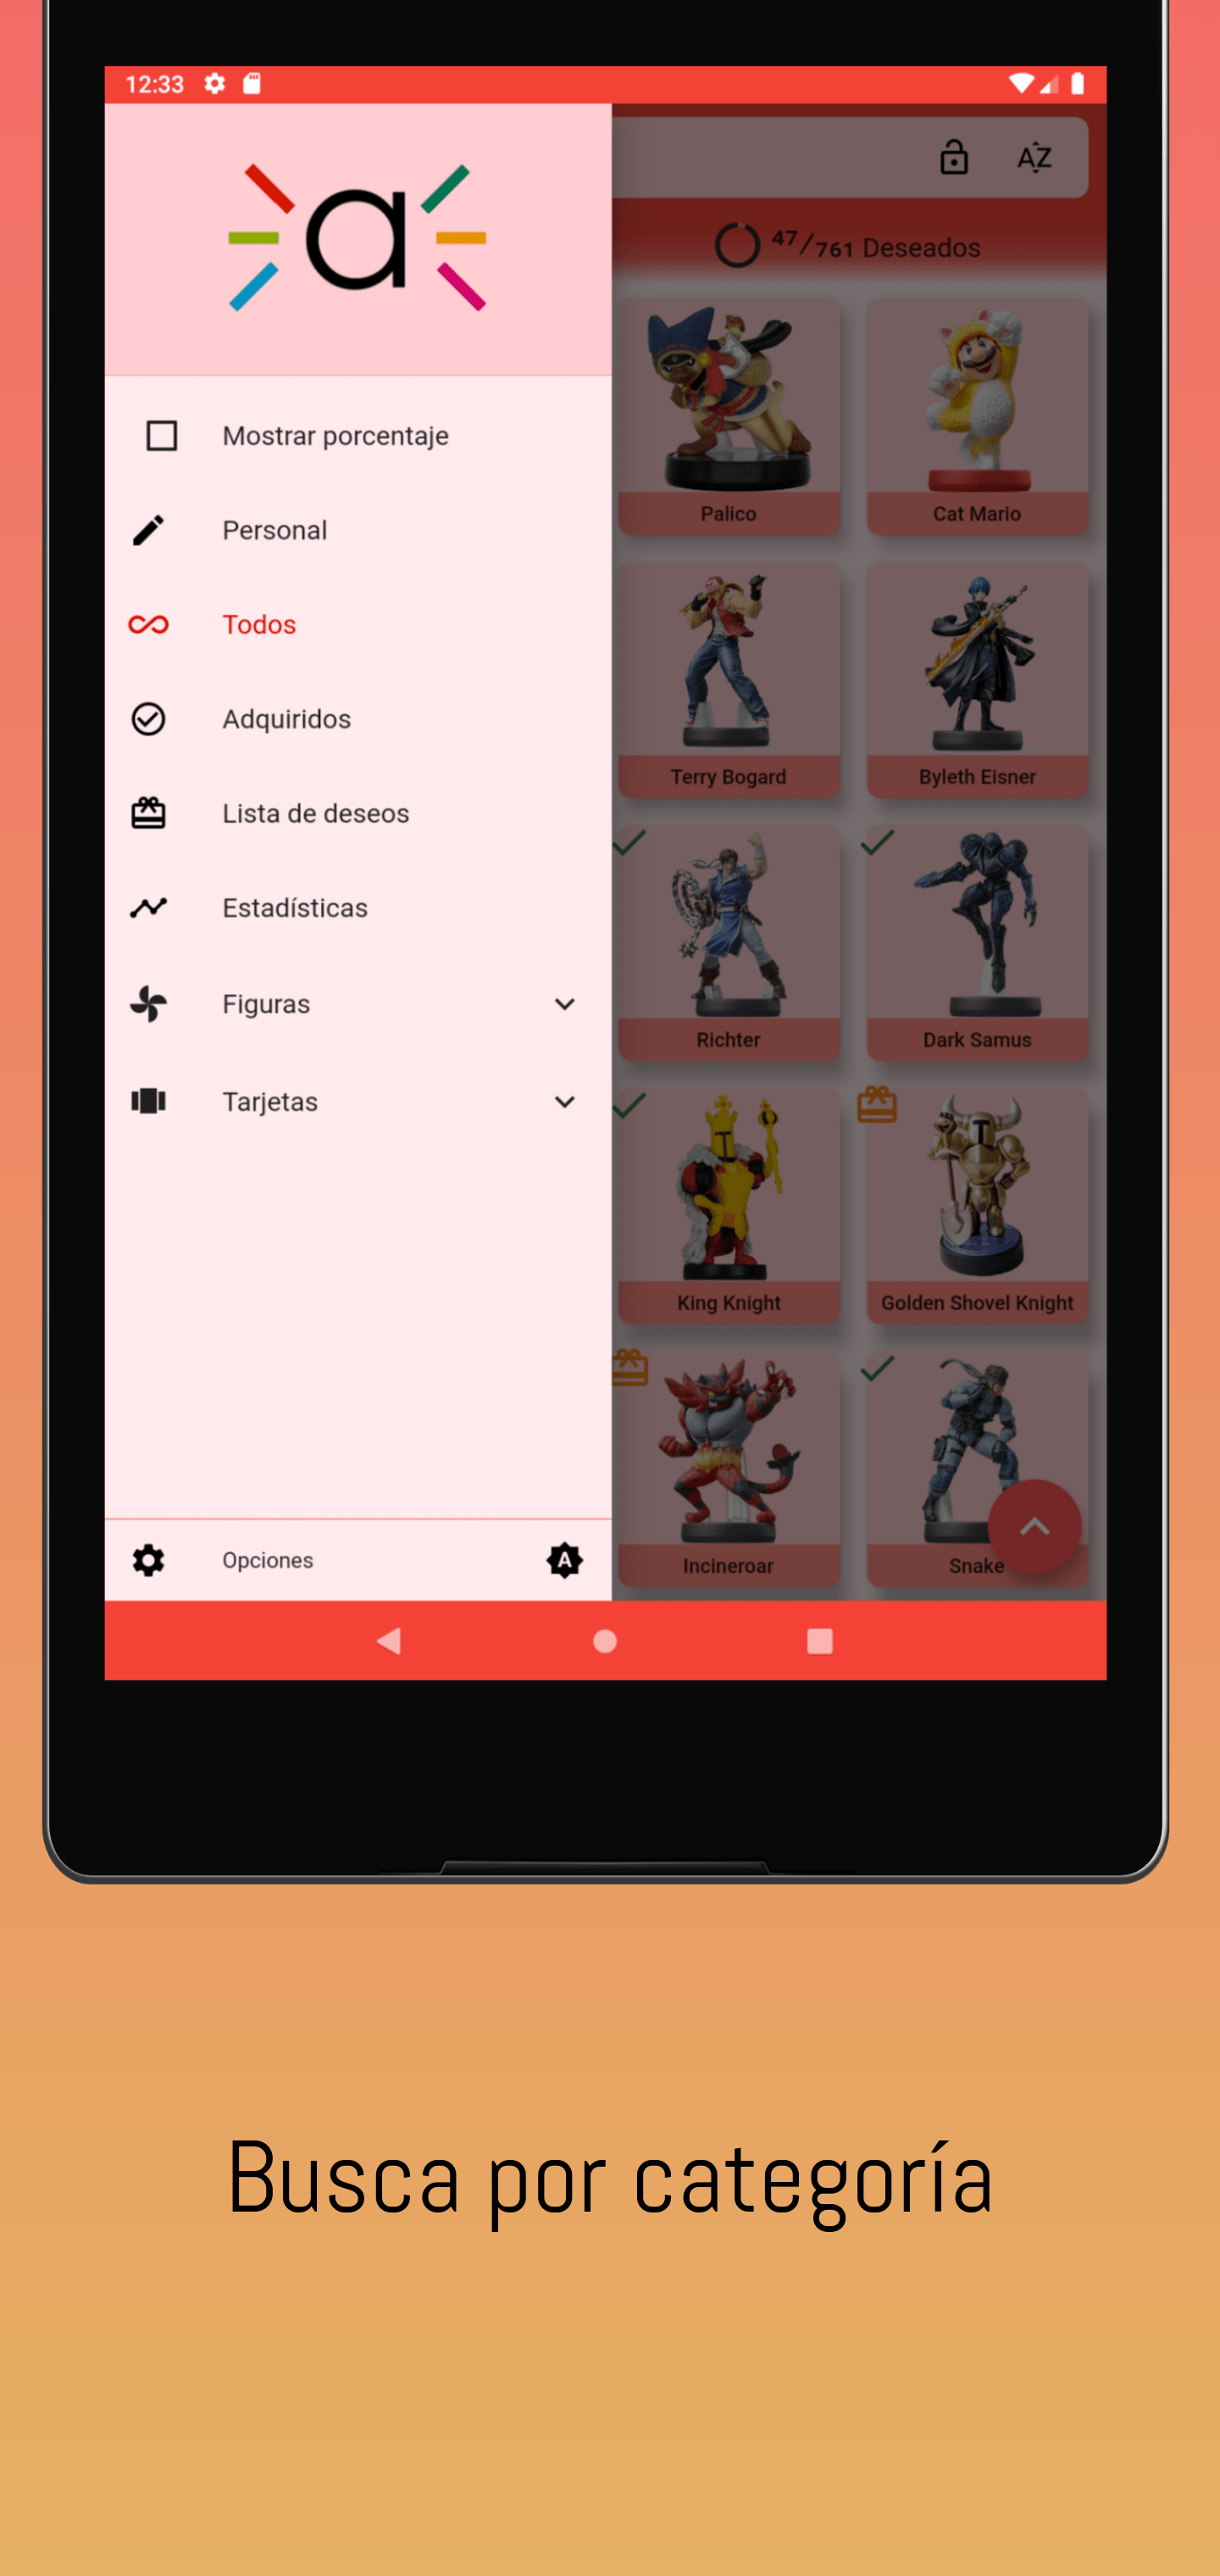 12:33
a
AZ
47/761 Deseados
Mostrar porcentaje
Personal
Todos
Adquiridos
Lista de deseos
Estadísticas
Figuras
Tarjetas
Opciones
A
Palico
Cat Mario
Terry Bogard
Byleth Eisner
Richter
Dark Samus
King Knight
Golden Shovel Knight
Incineroar
Snake
Busca por categoría